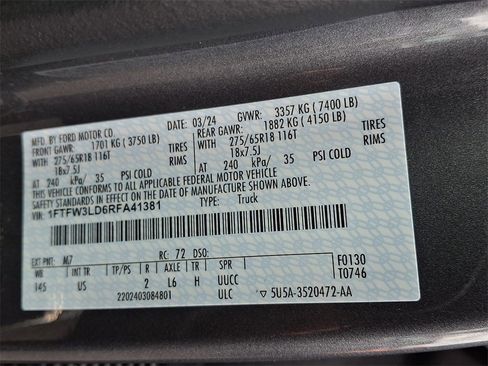 MFD. BY FORD MOTOR CO.
DATE: 03/24 GVWR: 3357 KG ( 7400 LB)
FRONT GAWR: 1701 KG ( 3750 LB) REAR GAWR: 1882 KG ( 4150 LB)
WITH 275/65R18 116T TIRES WITH 275/65R18 116T TIRES
18x7.5J RIMS 18x7.5J RIMS
AT 240 kPa/ 35 PSI COLD AT 240 kPa/ 35 PSI COLD
THIS VEHICLE CONFORMS TO ALL APPLICABLE FEDERAL MOTOR VEHICLE
SAFETY STANDARDS IN EFFECT ON THE DATE OF MANUFACTURE SHOWN ABOVE.
VIN: 1FTFW3LD6RFA41381 TYPE: Truck
F0130
T0746
EXT PNT: M7 RC: 72 DSO:
WB INT TR TP/PS R AXLE TR SPR
145 US 2 L6 H UUCC
2202403084801 ULC ▽ 5U5A-3520472-AA